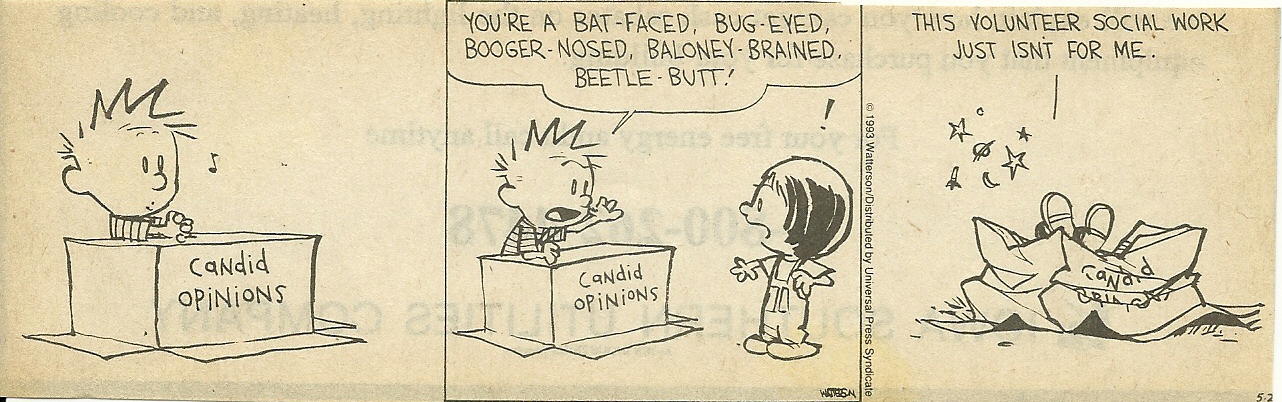 Candid
OPINIONS
YOU'RE A BAT-FACED, BUG-EYED,
BOOGER-NOSED, BALONEY-BRAINED,
BEETLE-BUTT!
Candid
OPINIONS
!
WATTERSON
© 1993 Watterson/Distributed by Universal Press Syndicate
THIS VOLUNTEER SOCIAL WORK
JUST ISN'T FOR ME.
CANDID
5-2